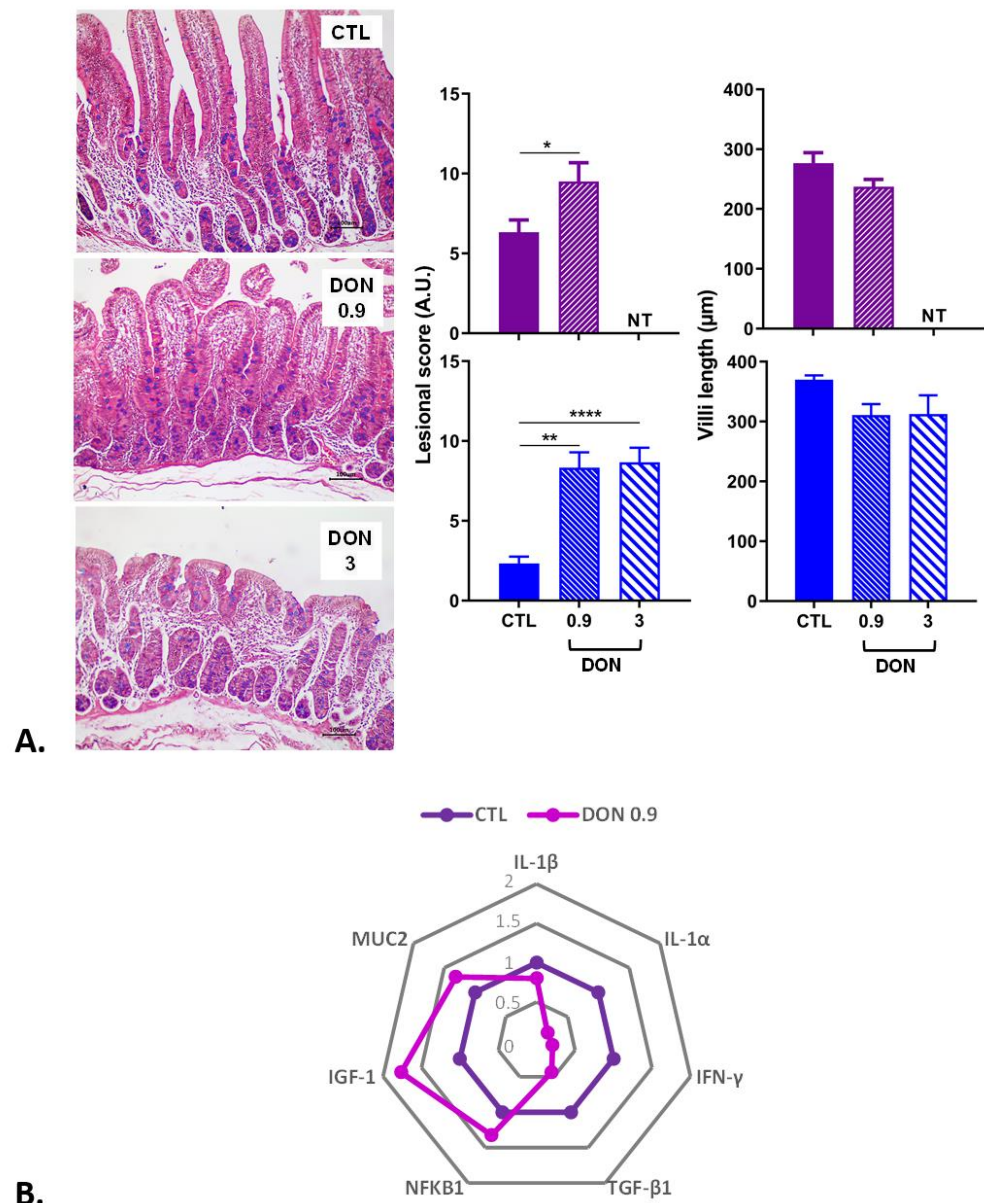 CTL
DON
0.9
DON
3
100µm
Lesional score (A.U.)
15
10
5
0
*
NT
15
10
5
0
**
****
CTL
0.9
3
DON
Villi length (µm)
400
300
200
100
0
NT
400
300
200
100
0
CTL
0.9
3
DON
A.
CTL
DON 0.9
IL-1β
IL-1α
IFN-γ
TGF-β1
NFKB1
IGF-1
MUC2
2
1.5
1
0.5
0
B.